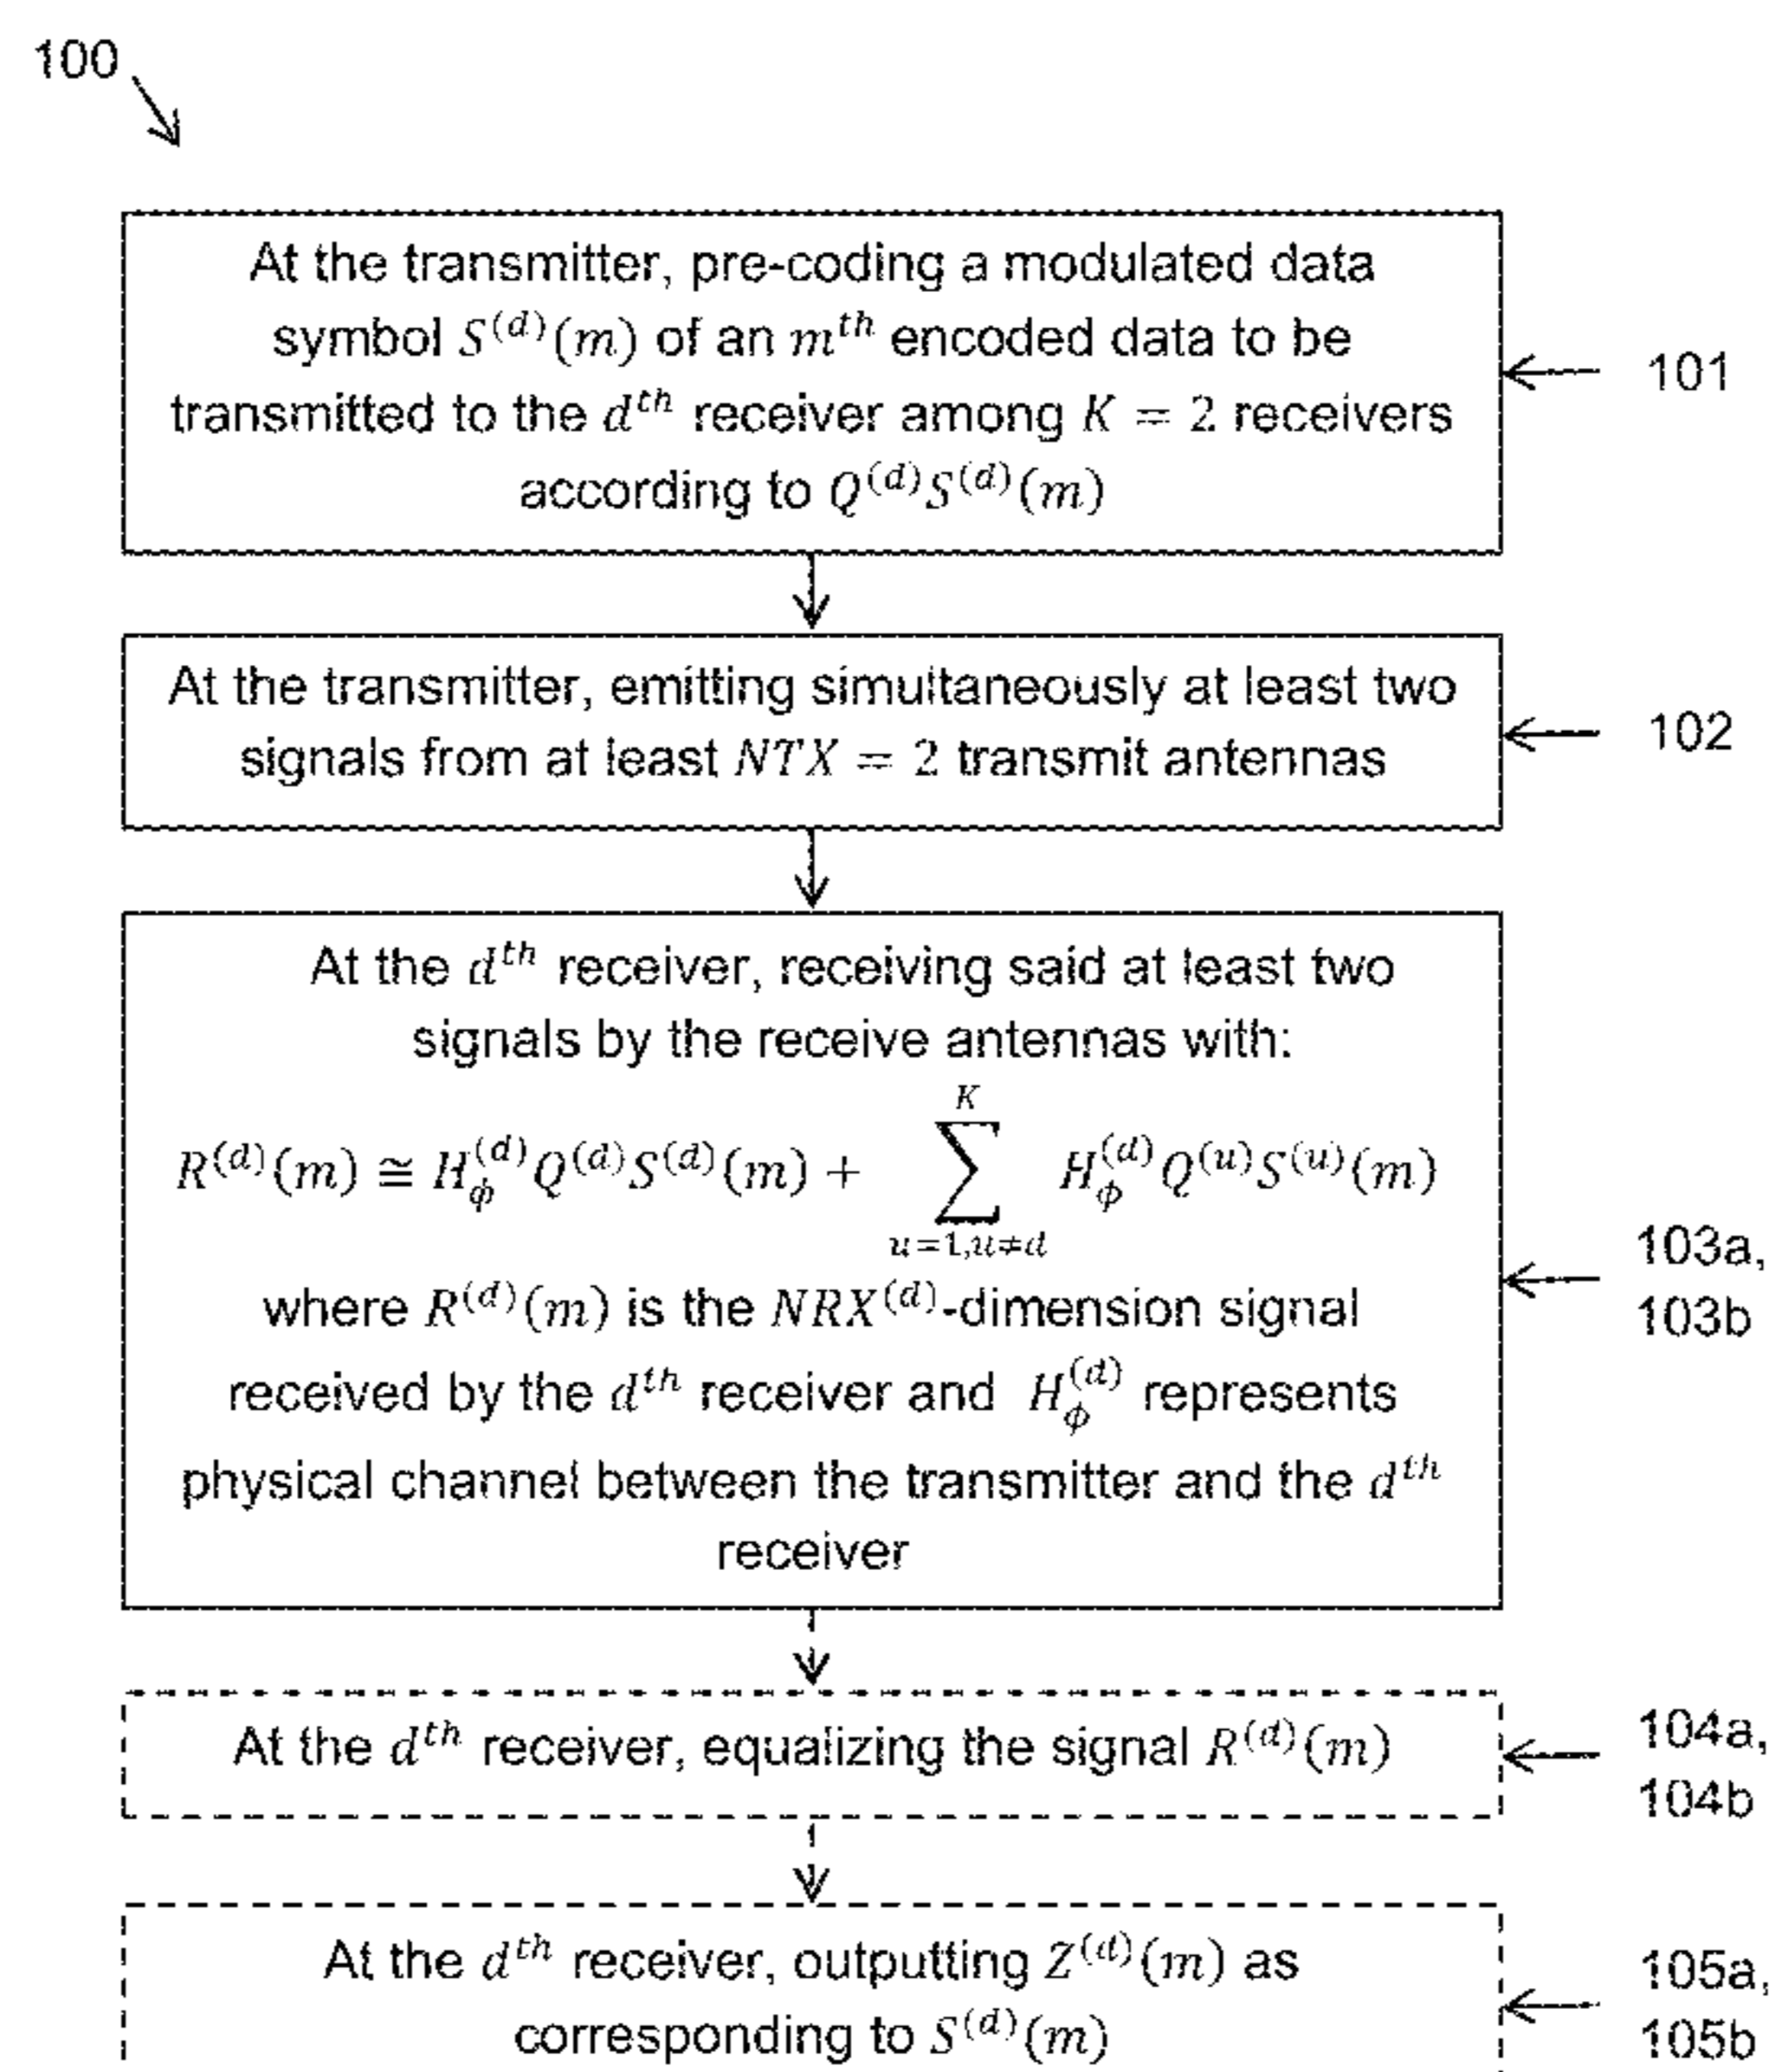 100
At the transmitter, pre-coding a modulated data
symbol S^(d)(m) of an m^th encoded data to be
transmitted to the d^th receiver among K = 2 receivers
according to Q^(d)S^(d)(m)
101
At the transmitter, emitting simultaneously at least two
signals from at least NTX = 2 transmit antennas
102
At the d^th receiver, receiving said at least two
signals by the receive antennas with:
R^(d)(m) ≅ H_ϕ^(d)Q^(d)S^(d)(m) + ∑_{u=1,u≠d}^{K} H_ϕ^(d)Q^(u)S^(u)(m)
where R^(d)(m) is the NRX^(d)-dimension signal
received by the d^th receiver and H_ϕ^(d) represents
physical channel between the transmitter and the d^th
receiver
103a,
103b
At the d^th receiver, equalizing the signal R^(d)(m)
104a,
104b
At the d^th receiver, outputting Z^(d)(m) as
corresponding to S^(d)(m)
105a,
105b